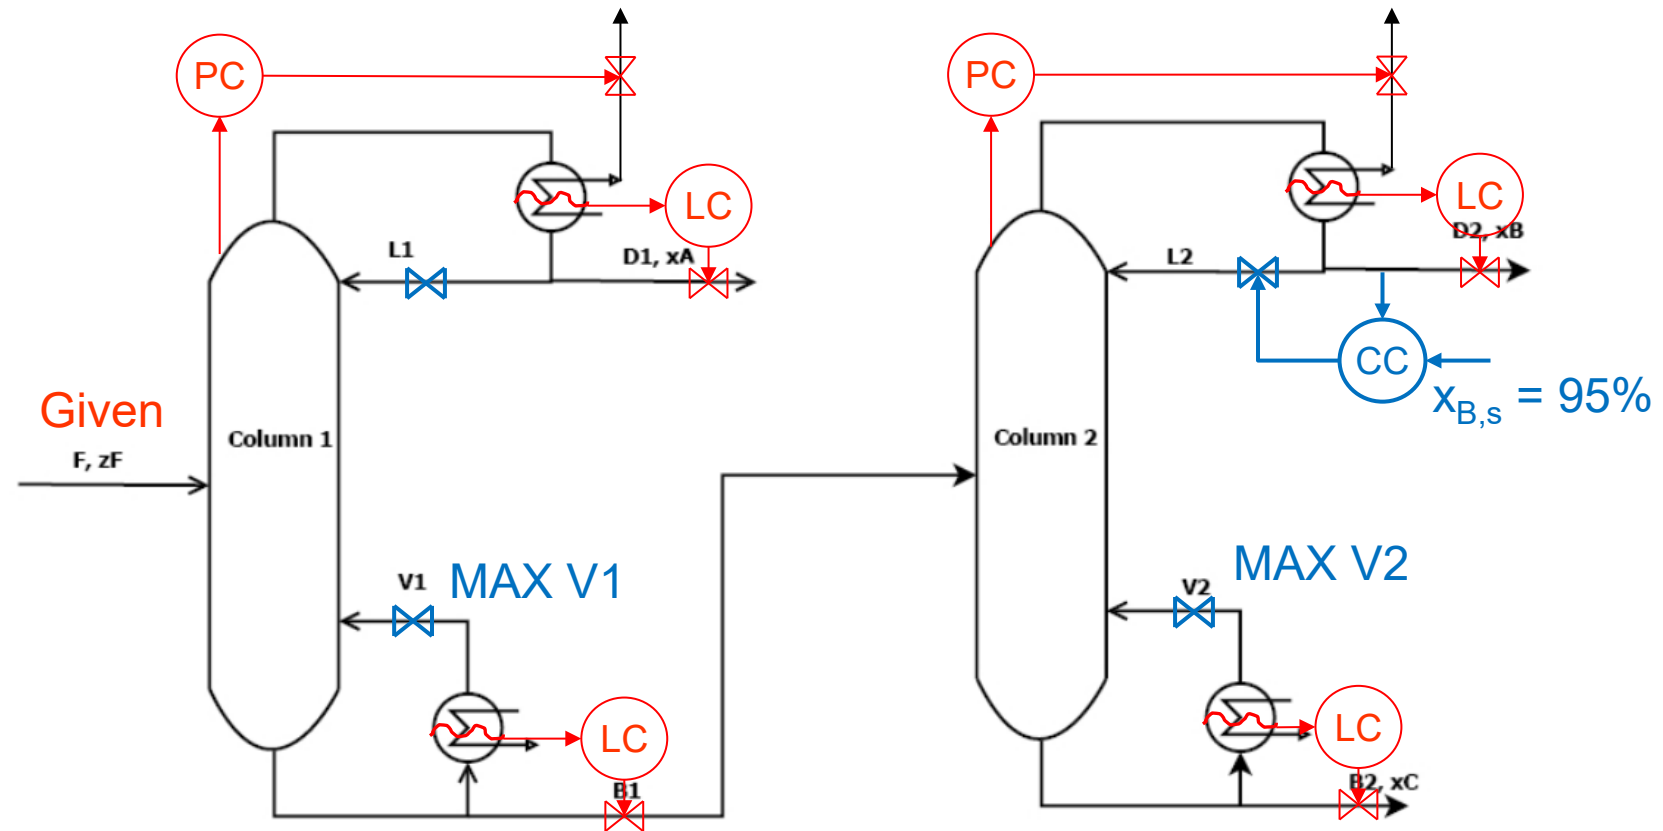 PC
PC
LC
LC
L1
D1, xA
L2
D2, xB
CC
x_B,s = 95%
Given
F, zF
Column 1
Column 2
V1
MAX V1
V2
MAX V2
LC
LC
B1
B2, xC